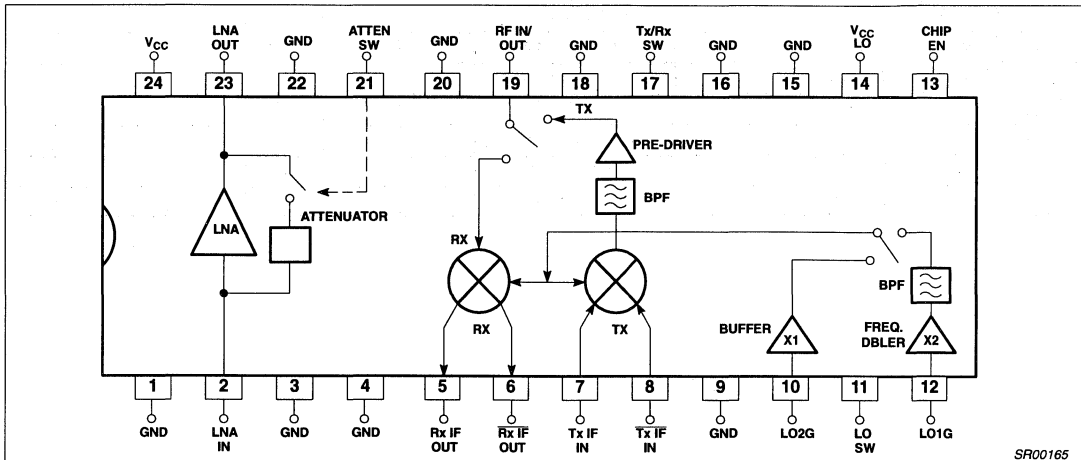 VCC
LNA OUT
GND
ATTEN SW
GND
RF IN/ OUT
GND
Tx/Rx SW
GND
GND
VCC LO
CHIP EN
24
23
22
21
20
19
18
17
16
15
14
13
TX
PRE-DRIVER
BPF
LNA
ATTENUATOR
RX
BPF
RX
TX
BUFFER
X1
FREQ. DBLER
X2
1
2
3
4
5
6
7
8
9
10
11
12
GND
LNA IN
GND
GND
Rx IF OUT
Rx IF OUT
Tx IF IN
Tx IF IN
GND
LO2G
LO SW
LO1G
SR00165